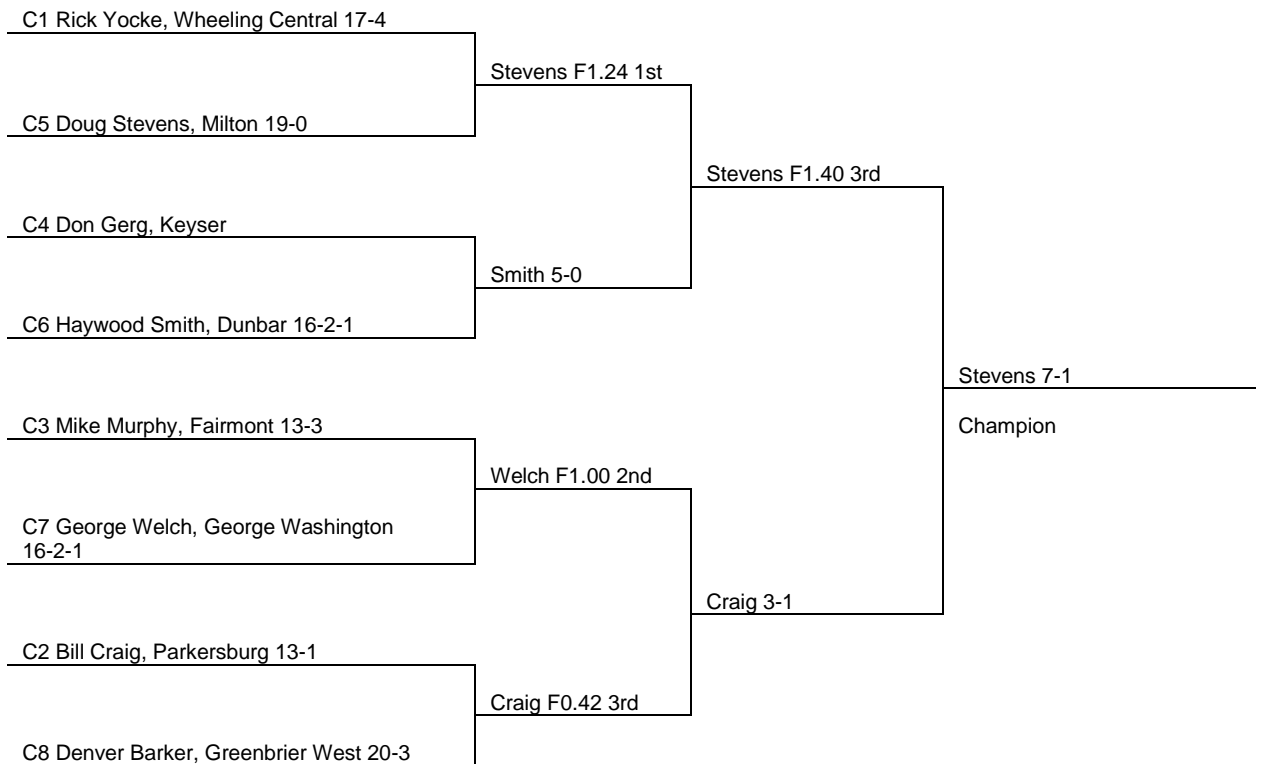 C1 Rick Yocke, Wheeling Central 17-4
Stevens F1.24 1st
C5 Doug Stevens, Milton 19-0
Stevens F1.40 3rd
C4 Don Gerg, Keyser
Smith 5-0
C6 Haywood Smith, Dunbar 16-2-1
Stevens 7-1
C3 Mike Murphy, Fairmont 13-3
Champion
Welch F1.00 2nd
C7 George Welch, George Washington
16-2-1
Craig 3-1
C2 Bill Craig, Parkersburg 13-1
Craig F0.42 3rd
C8 Denver Barker, Greenbrier West 20-3